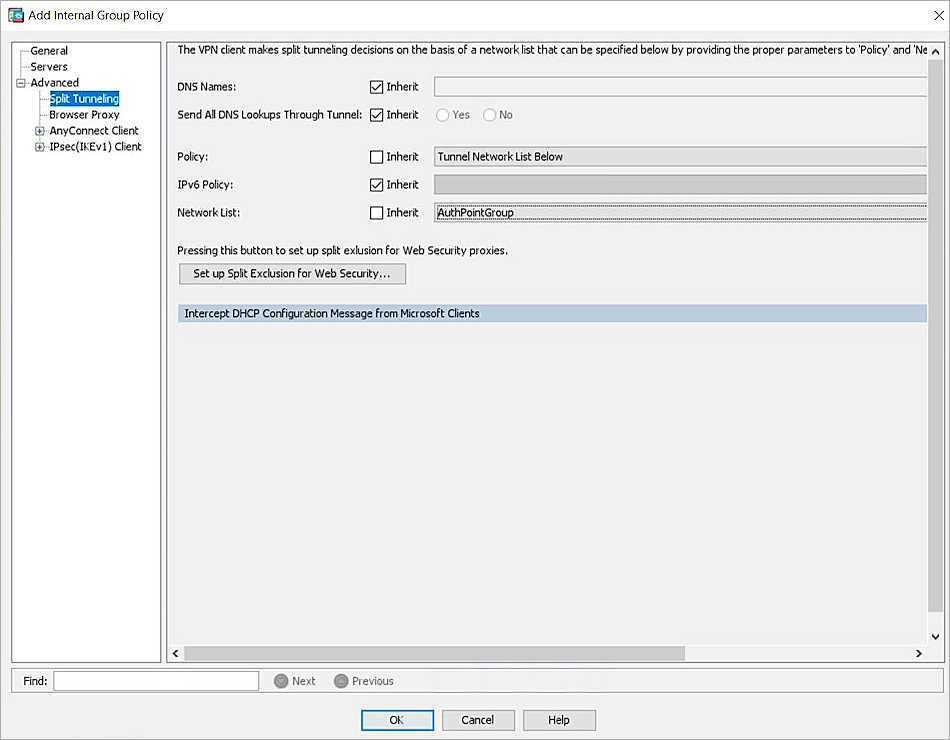 Add Internal Group Policy
General
Servers
Advanced
Split Tunneling
Browser Proxy
AnyConnect Client
IPsec(IKEv1) Client
The VPN client makes split tunneling decisions on the basis of a network list that can be specified below by providing the proper parameters to 'Policy' and 'Ne
DNS Names: Inherit
Send All DNS Lookups Through Tunnel: Inherit Yes No
Policy: Inherit Tunnel Network List Below
IPv6 Policy: Inherit
Network List: Inherit AuthPointGroup
Pressing this button to set up split exlusion for Web Security proxies.
Set up Split Exclusion for Web Security...
Intercept DHCP Configuration Message from Microsoft Clients
Find: Next Previous
OK Cancel Help